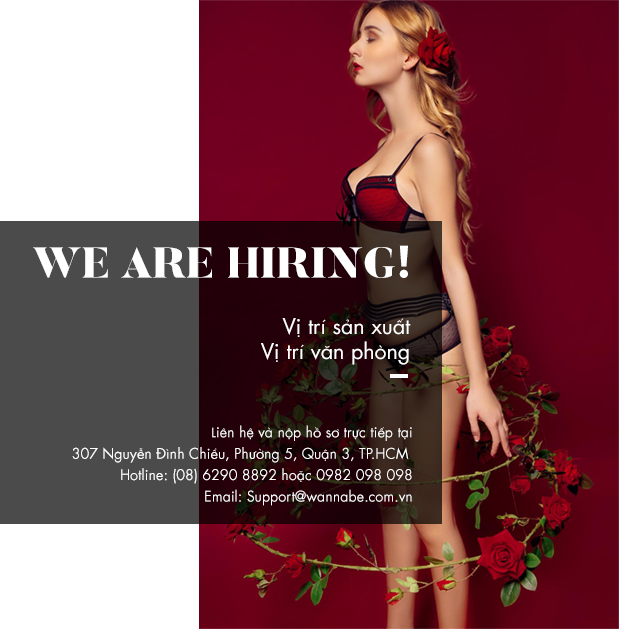 WE ARE HIRING!
Vị trí sản xuất
Vị trí văn phòng
Liên hệ và nộp hồ sơ trực tiếp tại
307 Nguyễn Đình Chiểu, Phường 5, Quận 3, TP.HCM
Hotline: (08) 6290 8892 hoặc 0982 098 098
Email: Support@wannabe.com.vn